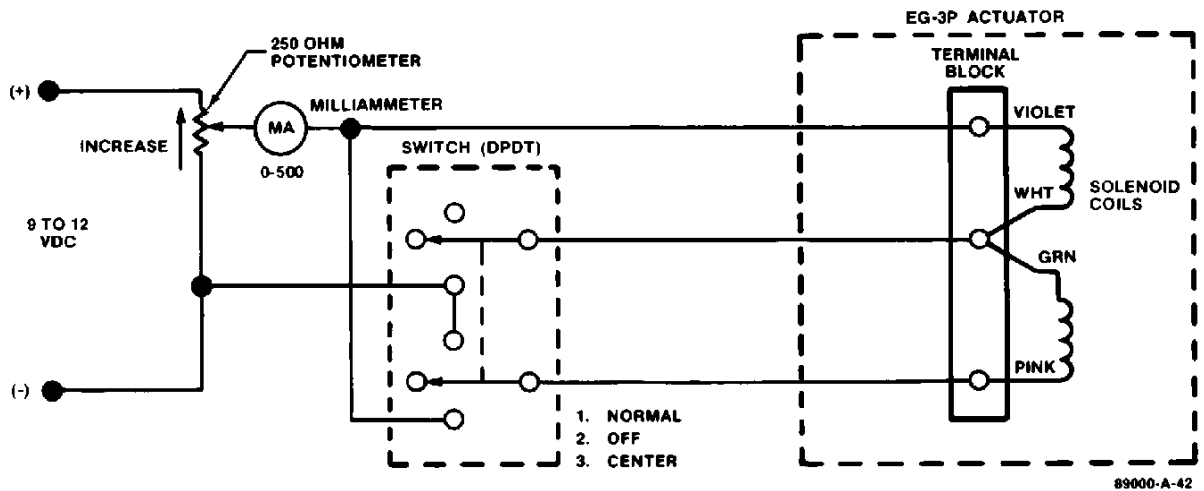 EG-3P ACTUATOR
250 OHM
POTENTIOMETER
TERMINAL
BLOCK
(+)
MILLIAMMETER
VIOLET
MA
INCREASE
0-500
SWITCH (DPDT)
WHT
SOLENOID
COILS
9 TO 12
VDC
GRN
(-)
PINK
1. NORMAL
2. OFF
3. CENTER
89000-A-42